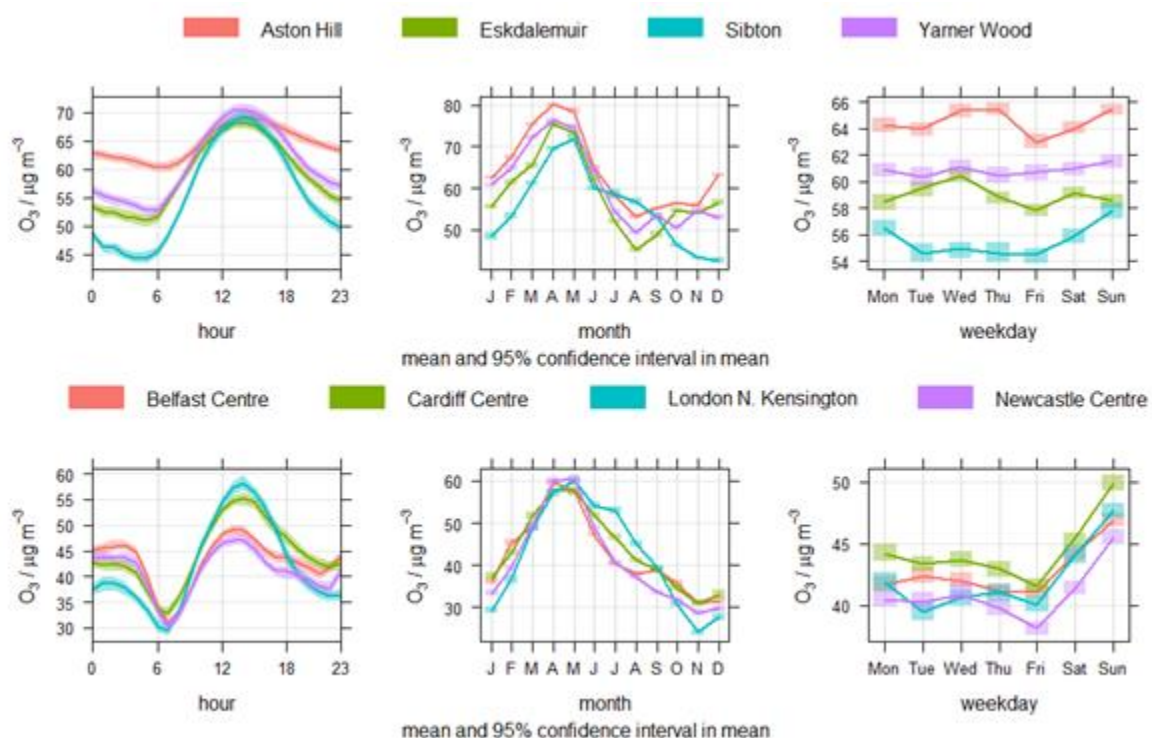 Aston Hill Eskdalemuir Sibton Yarner Wood
O₃ / μg m⁻³
70
65
60
55
50
45
0 6 12 18 23
hour
O₃ / μg m⁻³
80
70
60
50
J F M A M J J A S O N D
month
O₃ / μg m⁻³
66
64
62
60
58
56
54
Mon Tue Wed Thu Fri Sat Sun
weekday
mean and 95% confidence interval in mean
Belfast Centre Cardiff Centre London N. Kensington Newcastle Centre
O₃ / μg m⁻³
60
55
50
45
40
35
30
0 6 12 18 23
hour
O₃ / μg m⁻³
60
50
40
30
J F M A M J J A S O N D
month
O₃ / μg m⁻³
50
45
40
Mon Tue Wed Thu Fri Sat Sun
weekday
mean and 95% confidence interval in mean